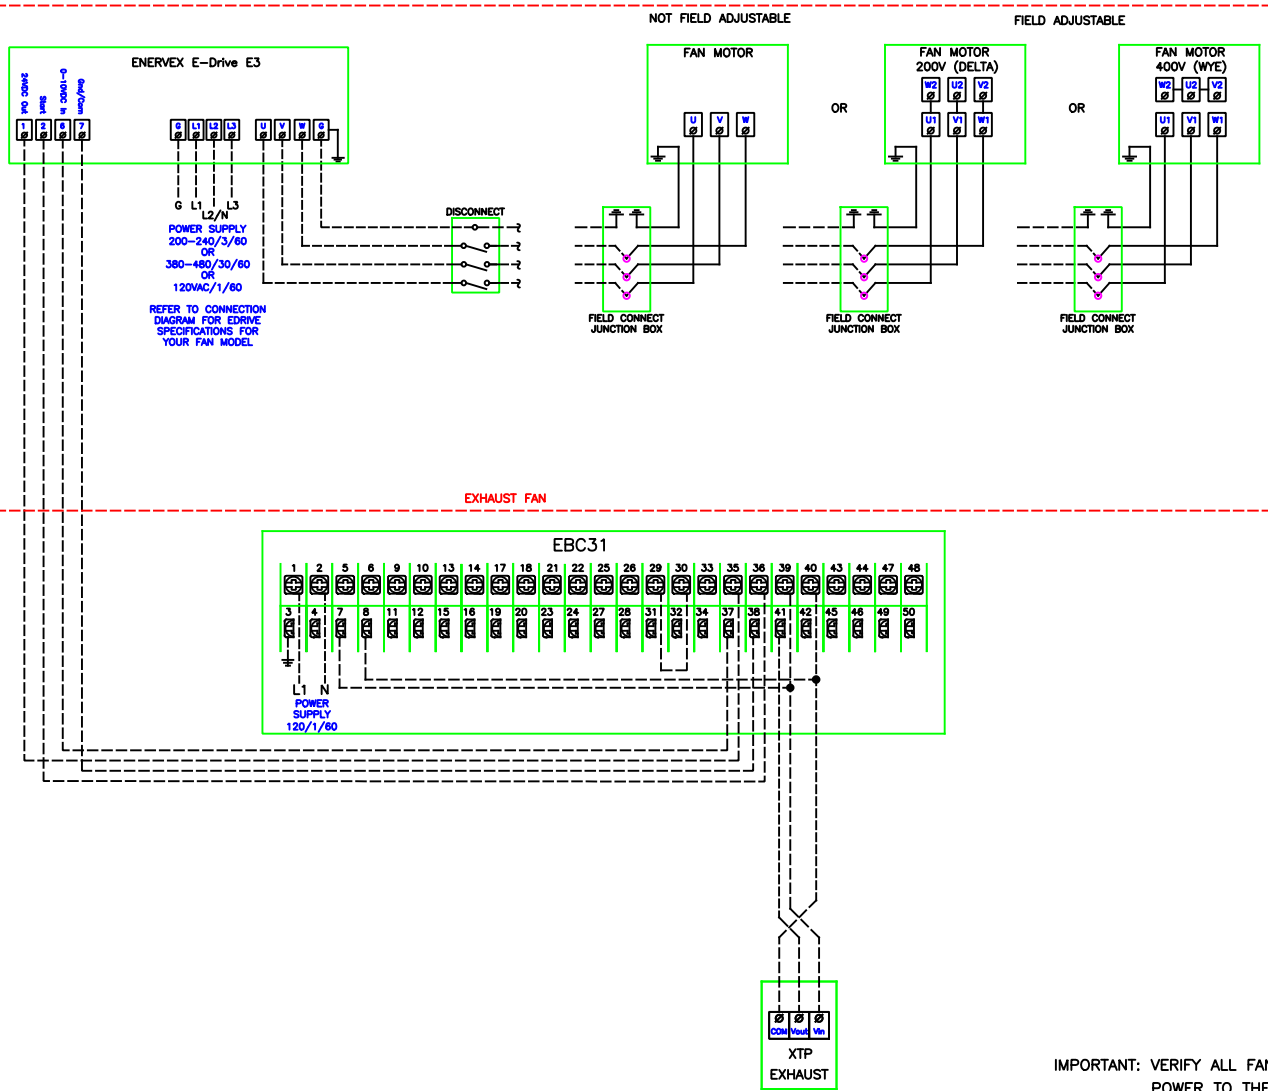 NOT FIELD ADJUSTABLE
FIELD ADJUSTABLE
ENERVEX E-Drive E3
24VDC Out
Start
0-10VDC In
Gnd/Com
1 2 6 7
G L1 L2 L3
U V W G
G L1 L3
L2/N
POWER SUPPLY
200-240/3/60
OR
380-480/30/60
OR
120VAC/1/60
REFER TO CONNECTION
DIAGRAM FOR EDRIVE
SPECIFICATIONS FOR
YOUR FAN MODEL
DISCONNECT
FAN MOTOR
U V W
FIELD CONNECT
JUNCTION BOX
OR
FAN MOTOR
200V (DELTA)
W2 U2 V2
U1 V1 W1
FIELD CONNECT
JUNCTION BOX
OR
FAN MOTOR
400V (WYE)
W2 U2 V2
U1 V1 W1
FIELD CONNECT
JUNCTION BOX
EXHAUST FAN
EBC31
1 2 5 6 9 10 13 14 17 18 21 22 25 26 29 30 33 35 36 39 40 43 44 47 48
3 4 7 8 11 12 15 16 19 20 23 24 27 28 31 32 34 37 38 41 42 45 46 49 50
L1 N
POWER
SUPPLY
120/1/60
COM Vout Vin
XTP
EXHAUST
IMPORTANT: VERIFY ALL FAN
POWER TO THE